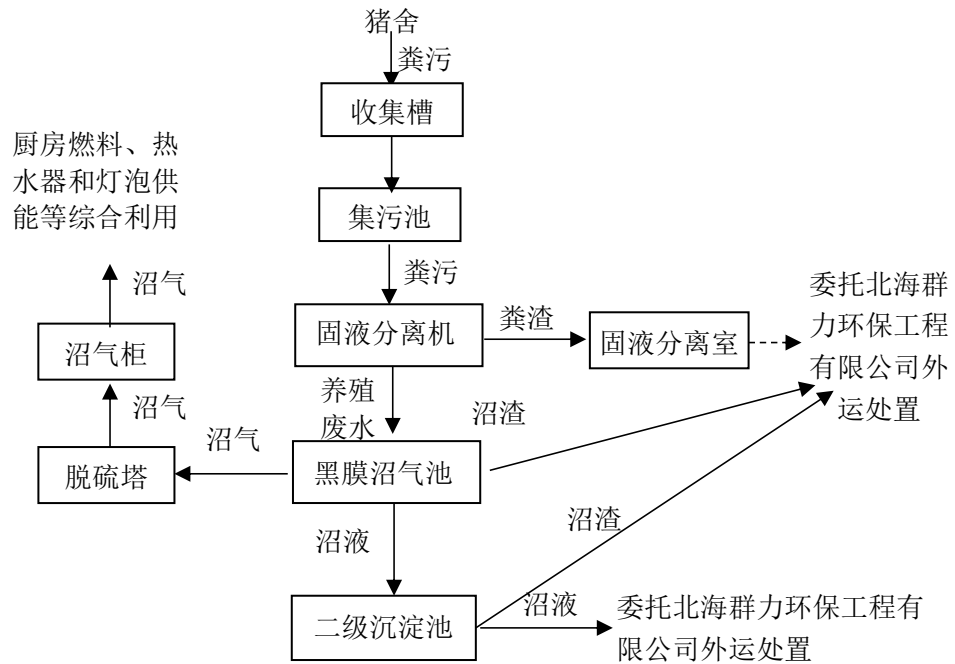 猪舍
粪污
收集槽
厨房燃料、热
水器和灯泡供
能等综合利用
集污池
沼气
粪污
委托北海群
力环保工程
有限公司外
运处置
沼气柜
固液分离机
粪渣
固液分离室
沼气
养殖
废水
沼渣
沼气
脱硫塔
黑膜沼气池
沼液
沼渣
二级沉淀池
沼液
委托北海群力环保工程有
限公司外运处置